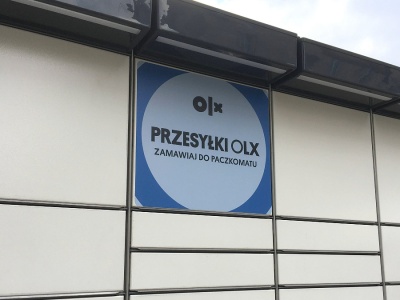 olx
PRZESYŁKI OLX
ZAMAWIAJ DO PACZKOMATU